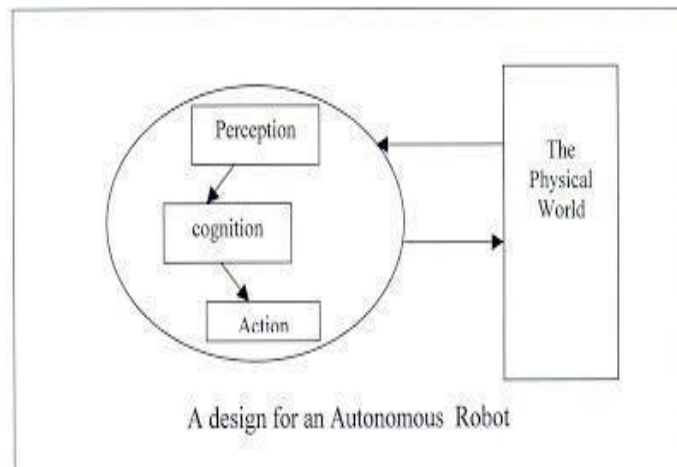 Perception
cognition
Action
The
Physical
World
A design for an Autonomous Robot